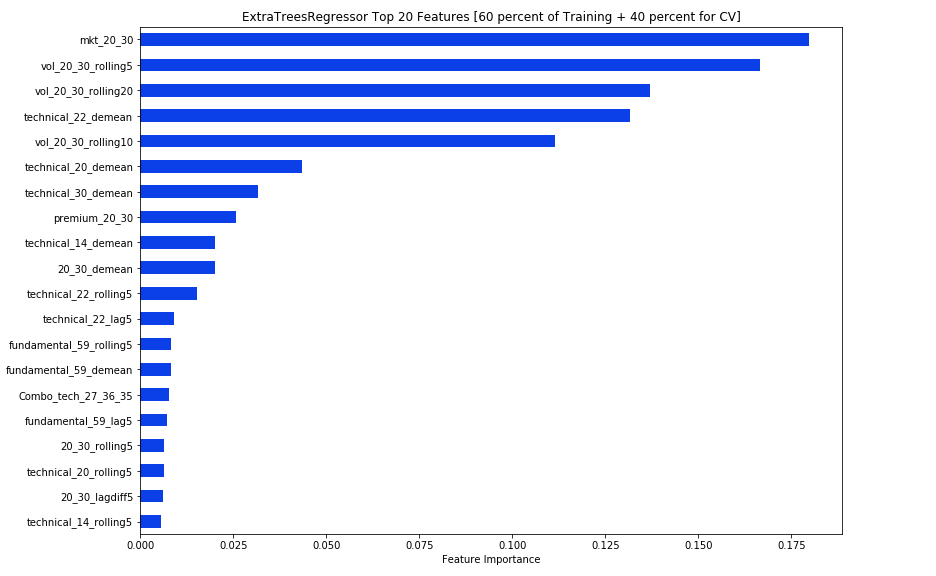 ExtraTreesRegressor Top 20 Features [60 percent of Training + 40 percent for CV]
mkt_20_30
vol_20_30_rolling5
vol_20_30_rolling20
technical_22_demean
vol_20_30_rolling10
technical_20_demean
technical_30_demean
premium_20_30
technical_14_demean
20_30_demean
technical_22_rolling5
technical_22_lag5
fundamental_59_rolling5
fundamental_59_demean
Combo_tech_27_36_35
fundamental_59_lag5
20_30_rolling5
technical_20_rolling5
20_30_lagdiff5
technical_14_rolling5
0.000 0.025 0.050 0.075 0.100 0.125 0.150 0.175
Feature Importance